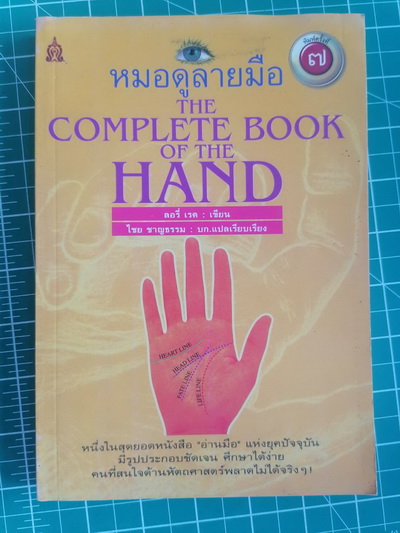 พิมพ์ครั้งที่
๗
หมอดูลายมือ
THE
COMPLETE BOOK
OF THE
HAND
ลอรี่ เรค : เขียน
ไชย ชาญธรรม : บก.แปลเรียบเรียง
HEART LINE
HEAD LINE
FATE LINE
LIFE LINE
หนึ่งในสุดยอดหนังสือ "อ่านมือ" แห่งยุคปัจจุบัน
มีรูปประกอบชัดเจน ศึกษาได้ง่าย
คนที่สนใจด้านหัตถศาสตร์พลาดไม่ได้จริงๆ!